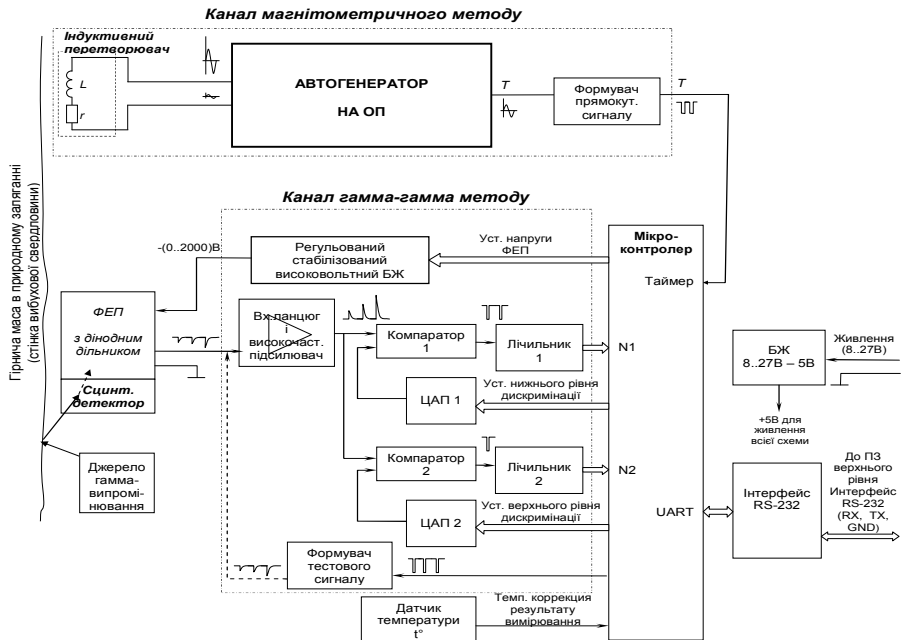 Канал магнітометричного методу
Індуктивний
перетворювач
L
r
АВТОГЕНЕРАТОР
НА ОП
T
Формувач
прямокут.
сигналу
T
Гірнича маса в природному заляганні
(стінка вибухової свердловини)
Канал гамма-гамма методу
-(0..2000)В
Регульований
стабілізований
високовольтний БЖ
Уст. напруги
ФЕП
Мікро-
контролер
Таймер
ФЕП
з дінодним
дільником
Сцинт.
детектор
Вх.ланцюг
і
високочаст.
підсилювач
Компаратор
1
Лічильник
1
N1
ЦАП 1
Уст. нижнього рівня
дискримінації
Компаратор
2
Лічильник
2
N2
ЦАП 2
Уст. верхнього рівня
дискримінації
UART
Джерело
гамма-
випромі-
нювання
Формувач
тестового
сигналу
Датчик
температури
t°
Темп. коррекція
результату
вимірювання
БЖ
8..27В – 5В
Живлення
(8..27В)
+5В для
живлення
всієї схеми
Інтерфейс
RS-232
До ПЗ
верхнього
рівня
Интерфейс
RS-232
(RX, TX,
GND)